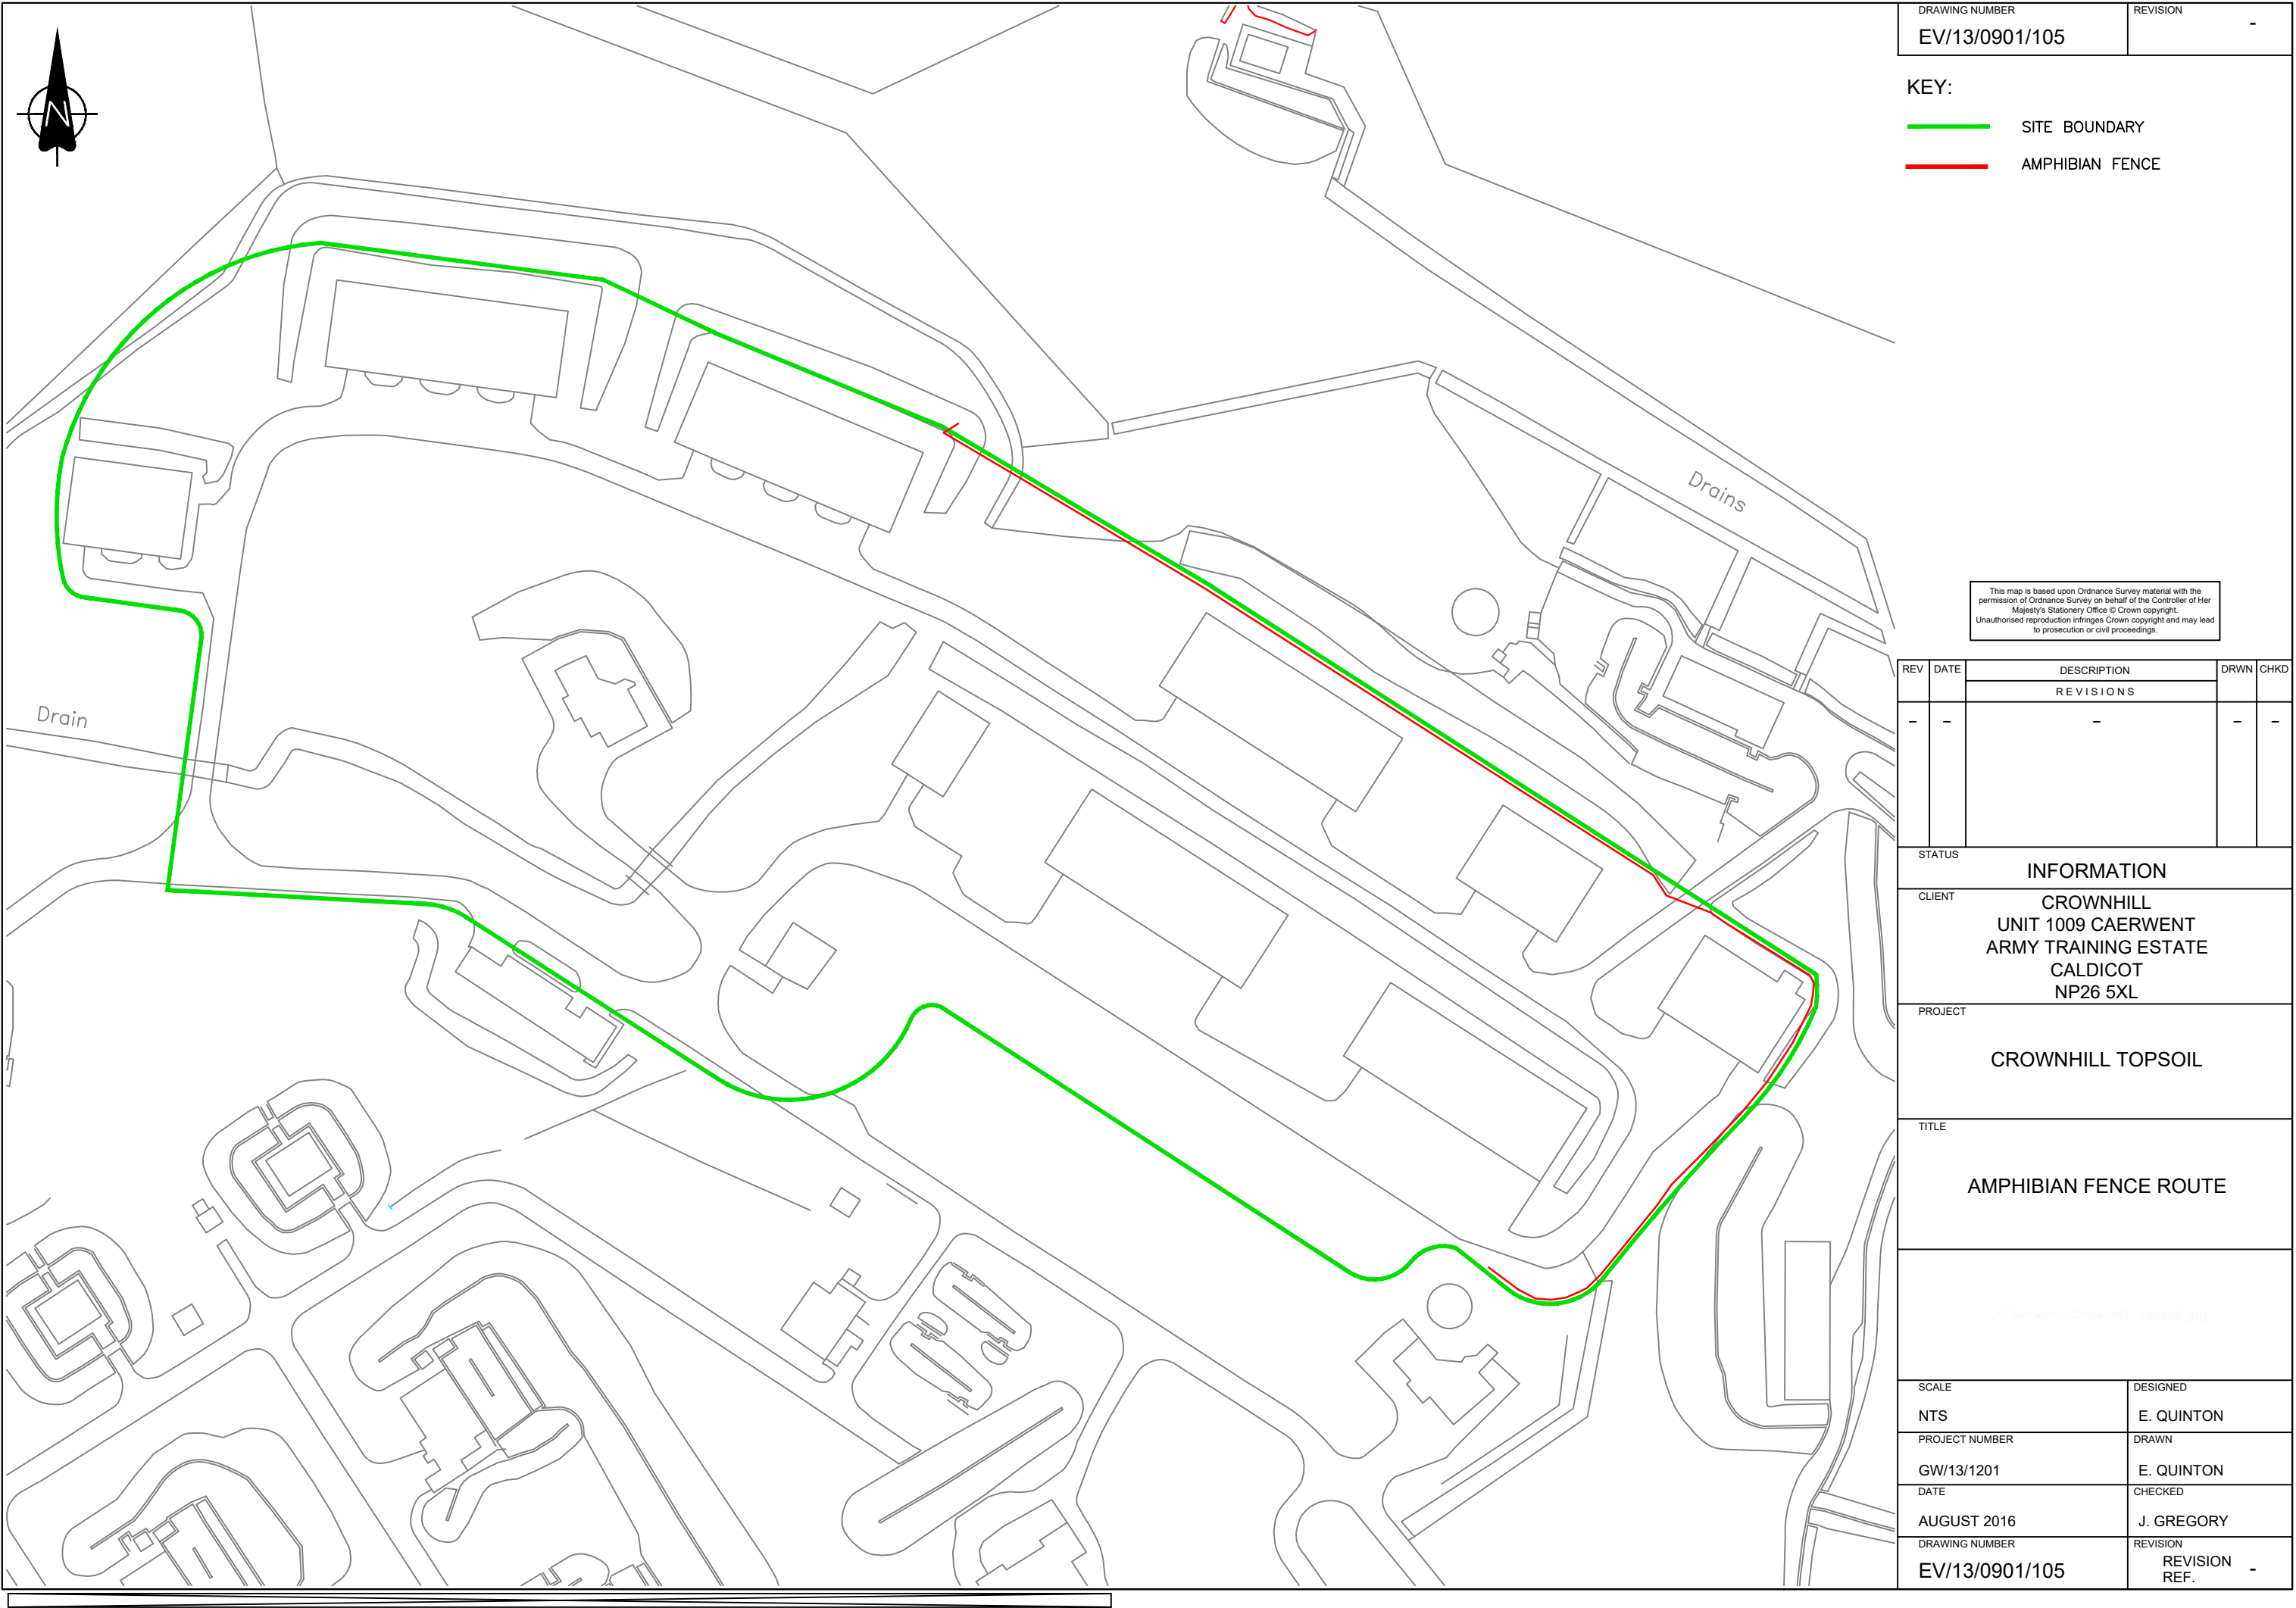 N
Drains
Drain
DRAWING NUMBER
EV/13/0901/105
REVISION
-
KEY:
SITE BOUNDARY
AMPHIBIAN FENCE
This map is based upon Ordnance Survey material with the
permission of Ordnance Survey on behalf of the Controller of Her
Majesty's Stationery Office © Crown copyright.
Unauthorised reproduction infringes Crown copyright and may lead
to prosecution or civil proceedings.
REV DATE DESCRIPTION DRWN CHKD
REVISIONS
- - - - -
STATUS
INFORMATION
CLIENT
CROWNHILL
UNIT 1009 CAERWENT
ARMY TRAINING ESTATE
CALDICOT
NP26 5XL
PROJECT
CROWNHILL TOPSOIL
TITLE
AMPHIBIAN FENCE ROUTE
SCALE
NTS
DESIGNED
E. QUINTON
PROJECT NUMBER
GW/13/1201
DRAWN
E. QUINTON
DATE
AUGUST 2016
CHECKED
J. GREGORY
DRAWING NUMBER
EV/13/0901/105
REVISION
REVISION
REF. -